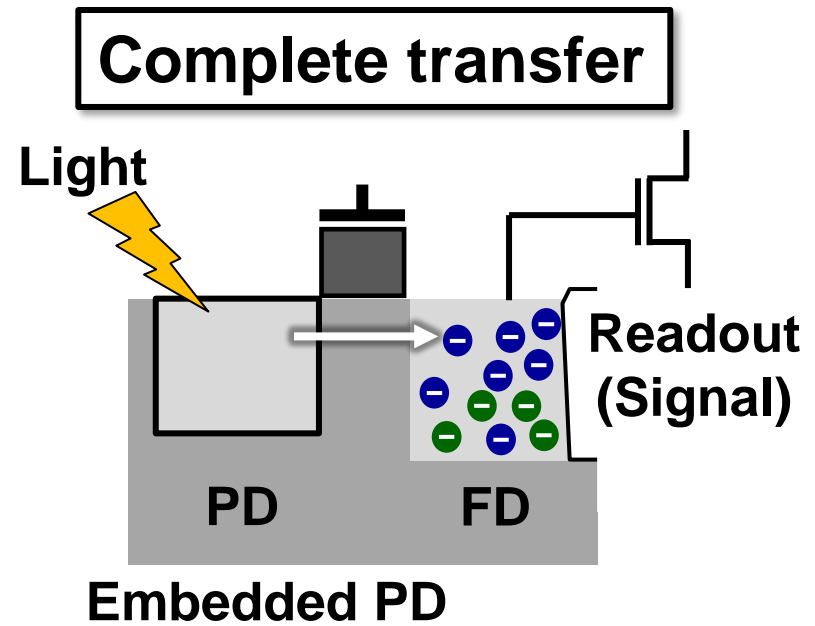 Complete transfer
Light
Readout
(Signal)
PD
FD
Embedded PD